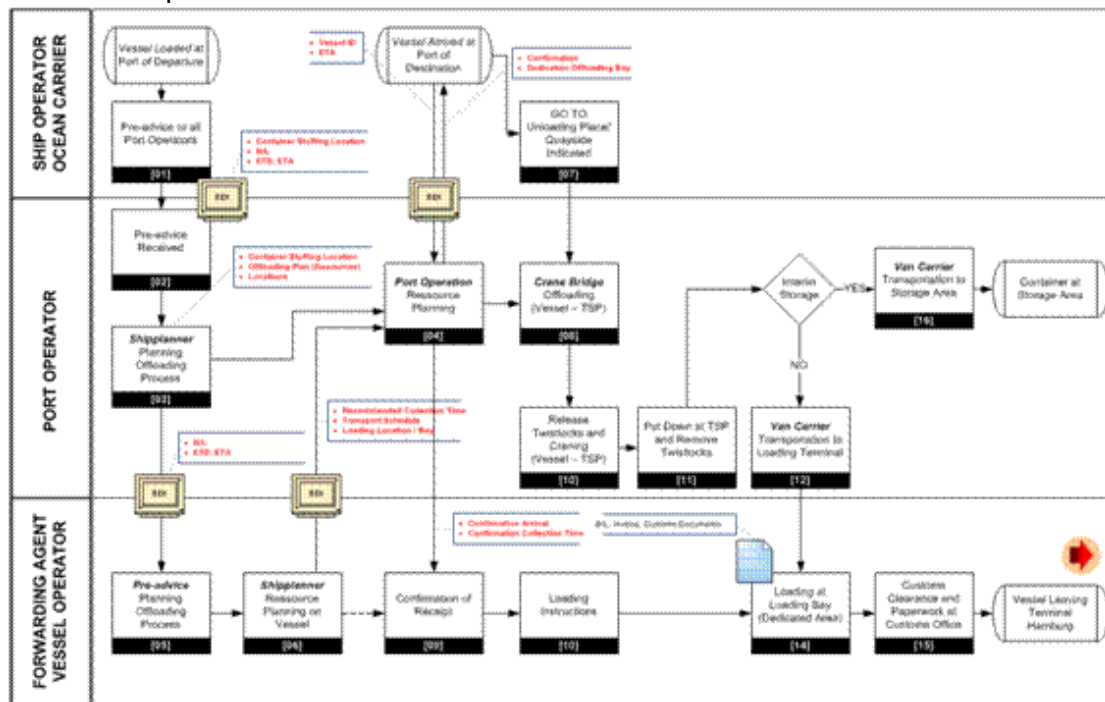 SHIP OPERATOR
OCEAN CARRIER
Vessel Loaded at
Port of Departure
Pre-advice to all
Port Operators
[01]
Container Stuffing Location
B/L
ETD, ETA
Vessel ID
ETA
Vessel Arrived at
Port of
Destination
Confirmation
Dedication Offloading Bay
GO TO
Unloading Place/
Quayside
Indicated
[07]
PORT OPERATOR
Pre-advice
Received
[02]
Container Stuffing Location
Offloading Plan (Resources)
Locations
Shipplanner
Planning
Offloading
Process
[03]
Port Operation
Ressource
Planning
[04]
Crane Bridge
Offloading
(Vessel – TSP)
[08]
Interim
Storage
YES
NO
Van Carrier
Transportation to
Storage Area
[16]
Container at
Storage Area
Recommended Collection Time
Transport Schedule
Loading Location / Bay
B/L
ETD, ETA
Release
Twistlocks and
Craning
(Vessel – TSP)
[10]
Put Down at TSP
and Remove
Twistlocks
[11]
Van Carrier
Transportation to
Loading Terminal
[12]
FORWARDING AGENT
VESSEL OPERATOR
Confirmation Arrival
Confirmation Collection Time
Customs Documents
Pre-advice
Planning
Offloading
Process
[05]
Shipplanner
Ressource
Planning on
Vessel
[06]
Confirmation of
Receipt
[09]
Loading
Instructions
[10]
Loading at
Loading Bay
(Dedicated Area)
[14]
Customs
Clearance and
Paperwork at
Customs Office
[15]
Vessel Leaving
Terminal
Hamburg